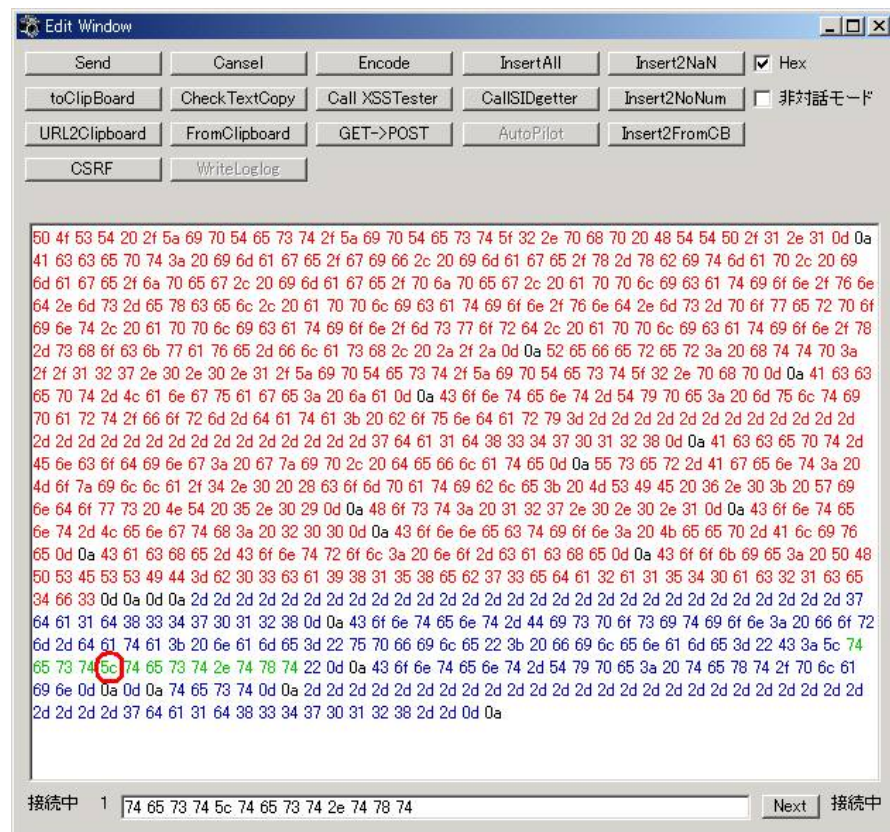 Edit Window
Send Cansel Encode InsertAll Insert2NaN Hex
toClipBoard CheckTextCopy Call XSSTester CallSIDgetter Insert2NoNum 非対話モード
URL2Clipboard FromClipboard GET->POST AutoPilot Insert2FromCB
CSRF WriteLoglog
50 4f 53 54 20 2f 5a 69 70 54 65 73 74 2f 5a 69 70 54 65 73 74 5f 32 2e 70 68 70 20 48 54 54 50 2f 31 2e 31 0d 0a
41 63 63 65 70 74 3a 20 69 6d 61 67 65 2f 67 69 66 2c 20 69 6d 61 67 65 2f 78 2d 78 62 69 74 6d 61 70 2c 20 69
6d 61 67 65 2f 6a 70 65 67 2c 20 69 6d 61 67 65 2f 70 6a 70 65 67 2c 20 61 70 70 6c 69 63 61 74 69 6f 6e 2f 76 6e
64 2e 6d 73 2d 65 78 63 65 6c 2c 20 61 70 70 6c 69 63 61 74 69 6f 6e 2f 76 6e 64 2e 6d 73 2d 70 6f 77 65 72 70 6f
69 6e 74 2c 20 61 70 70 6c 69 63 61 74 69 6f 6e 2f 6d 73 77 6f 72 64 2c 20 61 70 70 6c 69 63 61 74 69 6f 6e 2f 78
2d 73 68 6f 63 6b 77 61 76 65 2d 66 6c 61 73 68 2c 20 2a 2f 2a 0d 0a 52 65 66 65 72 65 72 3a 20 68 74 74 70 3a
2f 2f 31 32 37 2e 30 2e 30 2e 31 2f 5a 69 70 54 65 73 74 2f 5a 69 70 54 65 73 74 5f 32 2e 70 68 70 0d 0a 41 63 63
65 70 74 2d 4c 61 6e 67 75 61 67 65 3a 20 6a 61 0d 0a 43 6f 6e 74 65 6e 74 2d 54 79 70 65 3a 20 6d 75 6c 74 69
70 61 72 74 2f 66 6f 72 6d 2d 64 61 74 61 3b 20 62 6f 75 6e 64 61 72 79 3d 2d 2d 2d 2d 2d 2d 2d 2d 2d 2d 2d 2d
2d 2d 2d 2d 2d 2d 2d 2d 2d 2d 2d 2d 2d 2d 2d 2d 37 64 61 31 64 38 33 34 37 30 31 32 38 0d 0a 41 63 63 65 70 74 2d
45 6e 63 6f 64 69 6e 67 3a 20 67 7a 69 70 2c 20 64 65 66 6c 61 74 65 0d 0a 55 73 65 72 2d 41 67 65 6e 74 3a 20
4d 6f 7a 69 6c 6c 61 2f 34 2e 30 20 28 63 6f 6d 70 61 74 69 62 6c 65 3b 20 4d 53 49 45 20 36 2e 30 3b 20 57 69
6e 64 6f 77 73 20 4e 54 20 35 2e 30 29 0d 0a 48 6f 73 74 3a 20 31 32 37 2e 30 2e 30 2e 31 0d 0a 43 6f 6e 74 65
6e 74 2d 4c 65 6e 67 74 68 3a 20 32 30 30 0d 0a 43 6f 6e 6e 65 63 74 69 6f 6e 3a 20 4b 65 65 70 2d 41 6c 69 76
65 0d 0a 43 61 63 68 65 2d 43 6f 6e 74 72 6f 6c 3a 20 6e 6f 2d 63 61 63 68 65 0d 0a 43 6f 6f 6b 69 65 3a 20 50 48
50 53 45 53 53 49 44 3d 62 30 33 63 61 39 38 31 35 38 65 62 37 33 65 64 61 32 61 31 35 34 30 61 63 32 31 63 65
34 66 33 0d 0a 0d 0a 2d 2d 2d 2d 2d 2d 2d 2d 2d 2d 2d 2d 2d 2d 2d 2d 2d 2d 2d 2d 2d 2d 2d 2d 2d 2d 2d 2d 2d 37
64 61 31 64 38 33 34 37 30 31 32 38 0d 0a 43 6f 6e 74 65 6e 74 2d 44 69 73 70 6f 73 69 74 69 6f 6e 3a 20 66 6f 72
6d 2d 64 61 74 61 3b 20 6e 61 6d 65 3d 22 75 70 66 69 6c 65 22 3b 20 66 69 6c 65 6e 61 6d 65 3d 22 43 3a 5c 74
65 73 74 5c 74 65 73 74 2e 74 78 74 22 0d 0a 43 6f 6e 74 65 6e 74 2d 54 79 70 65 3a 20 74 65 78 74 2f 70 6c 61
69 6e 0d 0a 0d 0a 74 65 73 74 0d 0a 2d 2d 2d 2d 2d 2d 2d 2d 2d 2d 2d 2d 2d 2d 2d 2d 2d 2d 2d 2d 2d 2d 2d 2d 2d
2d 2d 2d 2d 37 64 61 31 64 38 33 34 37 30 31 32 38 2d 2d 0d 0a
接続中 1 74 65 73 74 5c 74 65 73 74 2e 74 78 74 Next 接続中